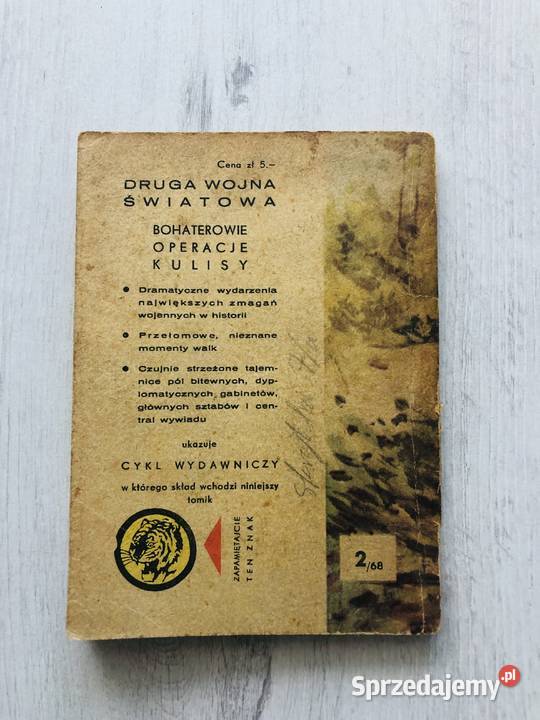 Cena zł 5.–
DRUGA WOJNA
ŚWIATOWA
BOHATEROWIE
OPERACJE
KULISY
● Dramatyczne wydarzenia
największych zmagań
wojennych w historii
● Przełomowe, nieznane
momenty walk
● Czujnie strzeżone tajem-
nice pól bitewnych, dyp-
lomatycznych gabinetów,
głównych sztabów i cen-
tral wywiadu
ukazuje
CYKL WYDAWNICZY
w którego skład wchodzi niniejszy
tomik
ZAPAMIĘTAJCIE
TEN ZNAK
2/68
Sprzedajemy.pl